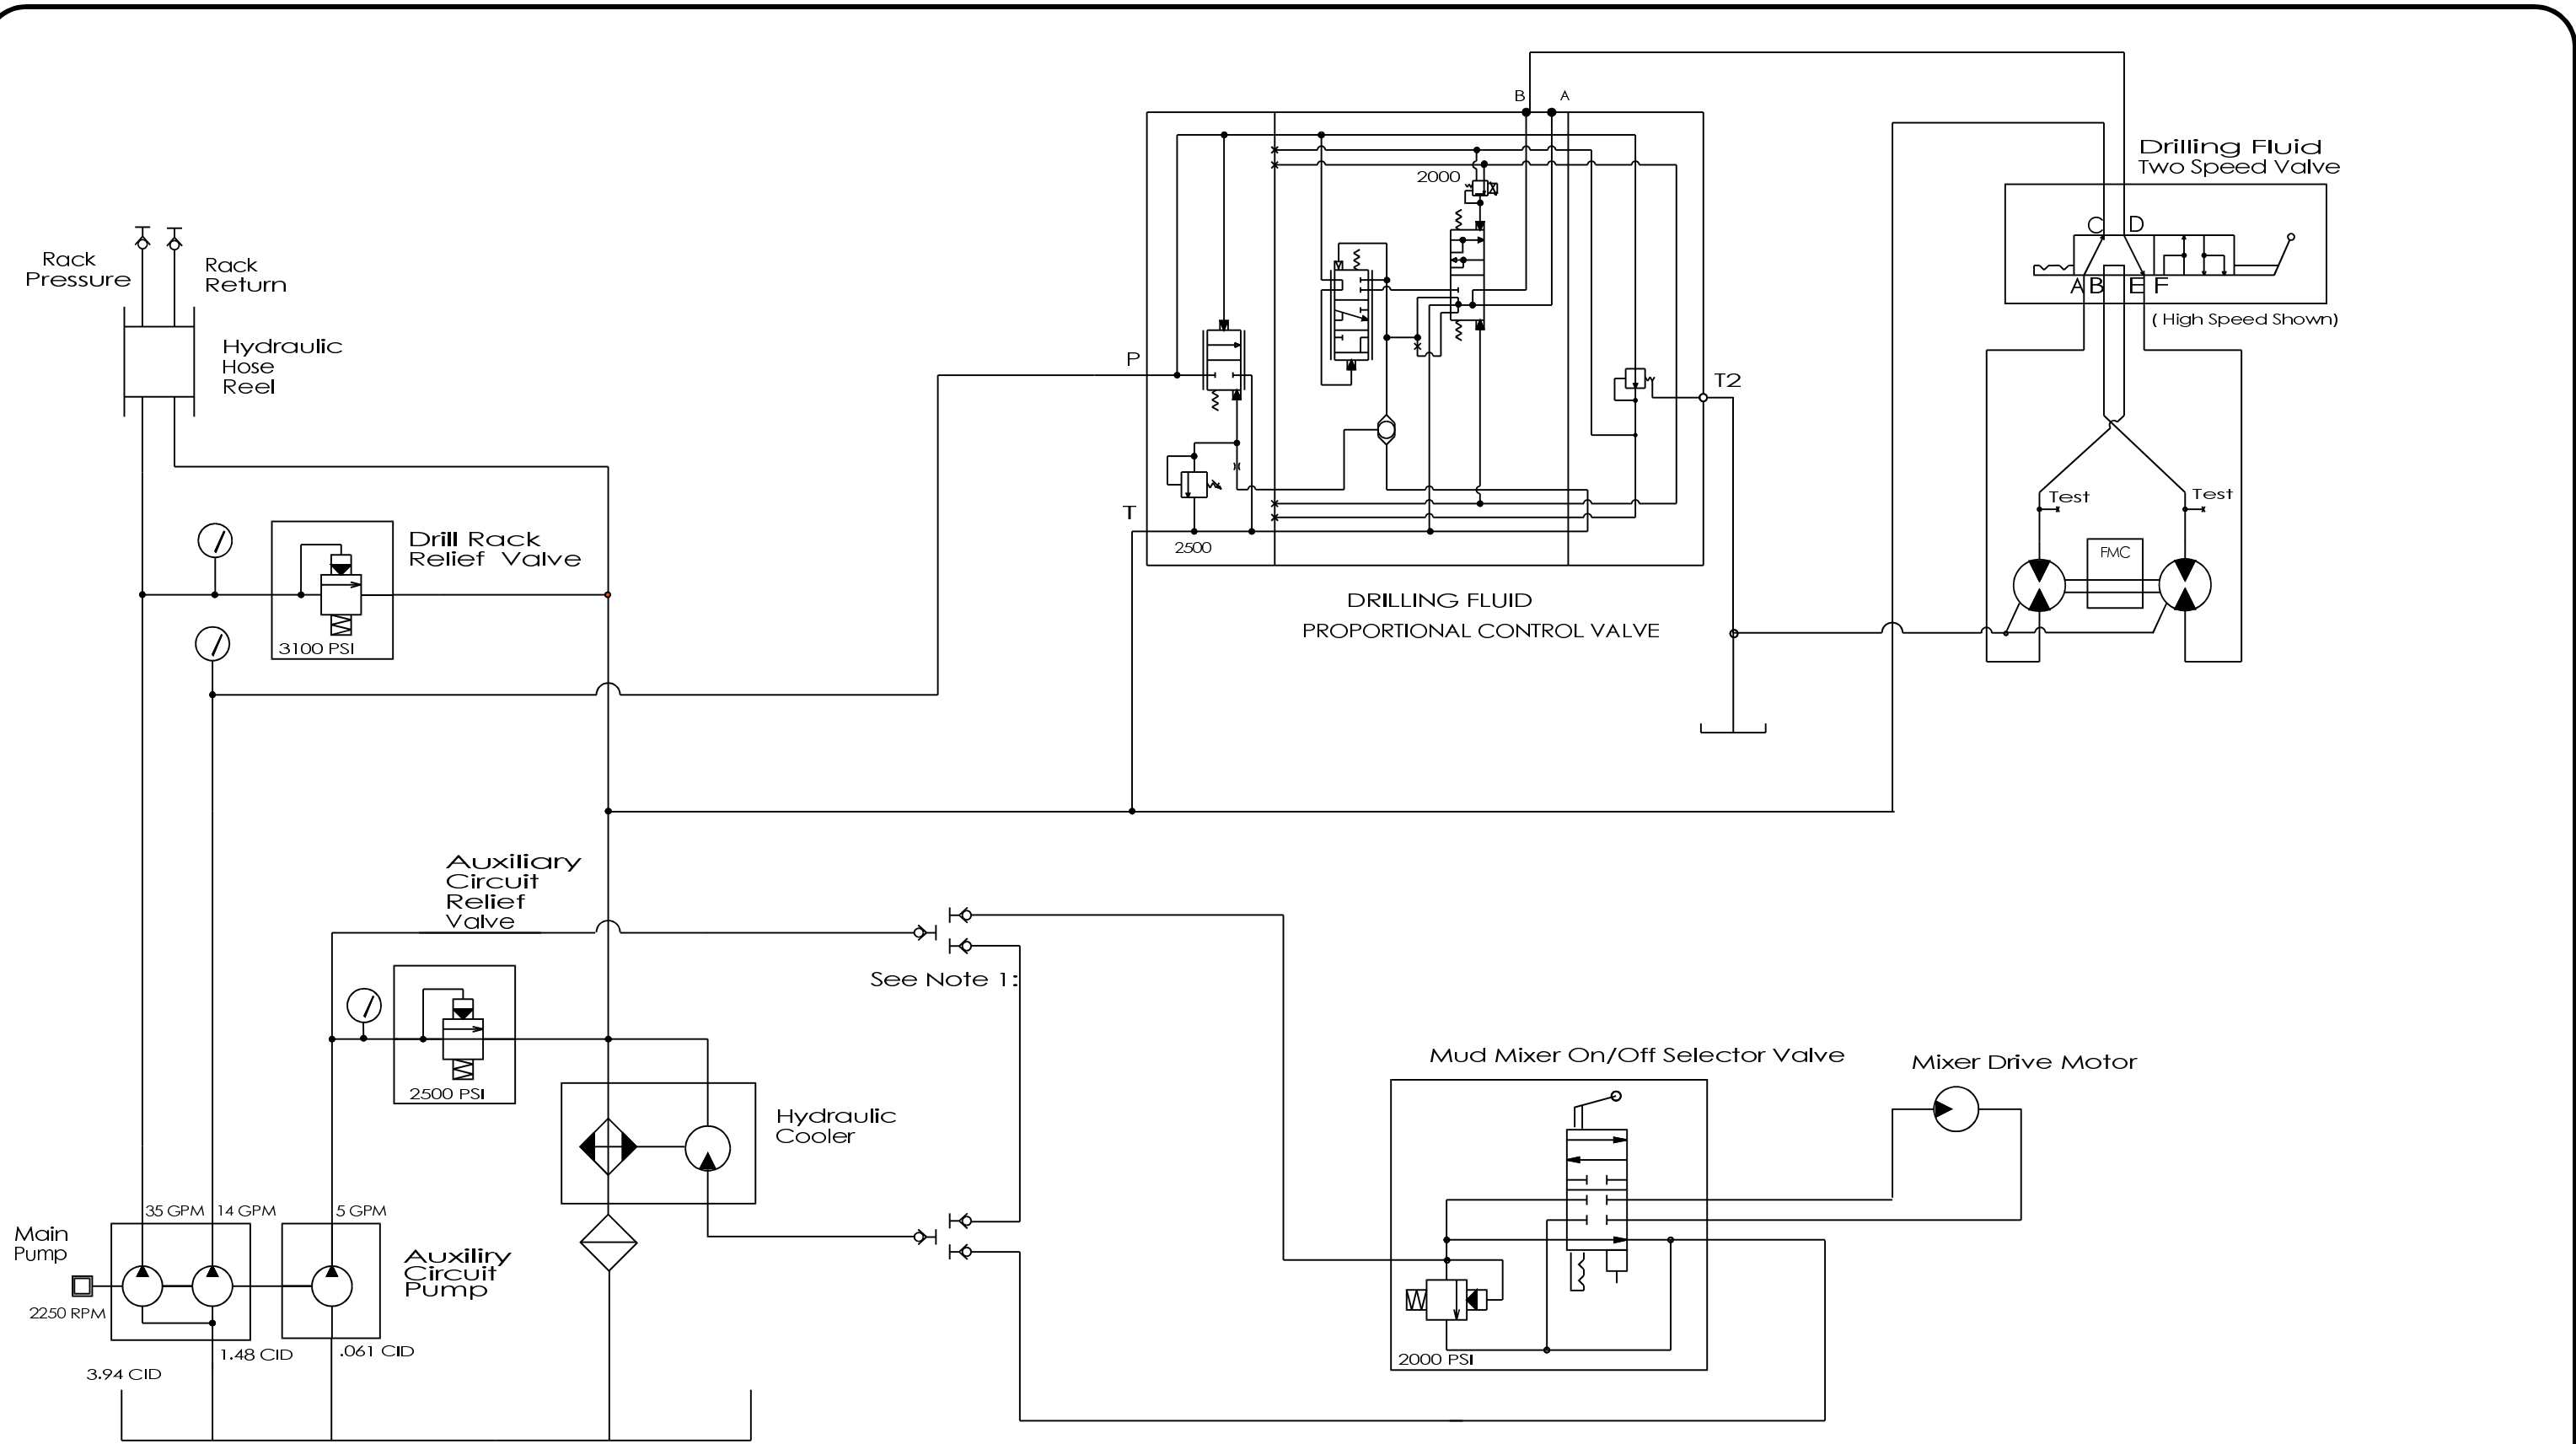 B
A
Drilling Fluid
Two Speed Valve
2000
C
D
A
B
E
F
( High Speed Shown)
Rack
Pressure
Rack
Return
Hydraulic
Hose
Reel
P
T2
T
2500
Test
Test
FMC
Drill Rack
Relief Valve
3100 PSI
DRILLING FLUID
PROPORTIONAL CONTROL VALVE
Auxiliary
Circuit
Relief
Valve
See Note 1:
2500 PSI
Mud Mixer On/Off Selector Valve
Mixer Drive Motor
Hydraulic
Cooler
35 GPM
14 GPM
5 GPM
Main
Pump
Auxiliry
Circuit
Pump
2250 RPM
1.48 CID
.061 CID
3.94 CID
2000 PSI